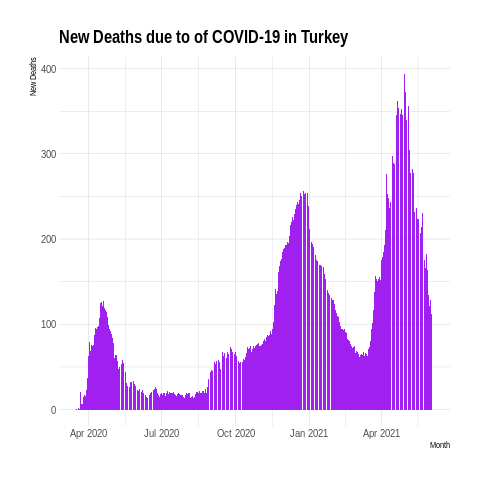 New Deaths due to of COVID-19 in Turkey
New Deaths
400
300
200
100
0
Apr 2020 Jul 2020 Oct 2020 Jan 2021 Apr 2021
Month